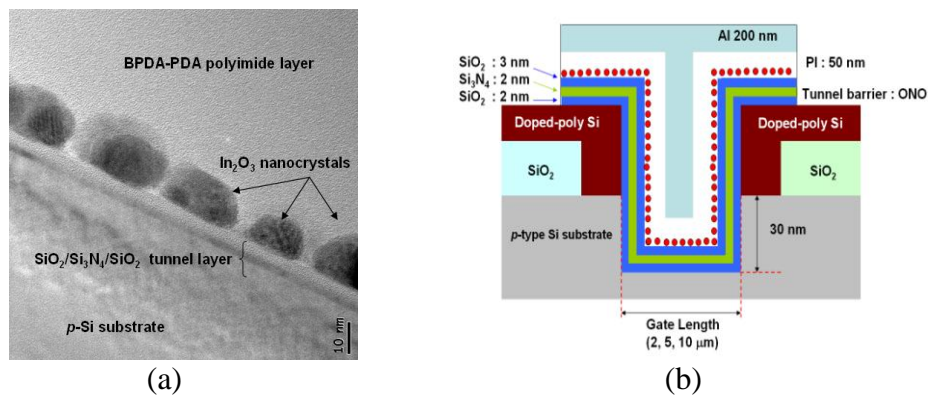 BPDA-PDA polyimide layer
In₂O₃ nanocrystals
SiO₂/Si₃N₄/SiO₂ tunnel layer
p-Si substrate
10 nm
(a)
Al 200 nm
SiO₂ : 3 nm
Si₃N₄ : 2 nm
SiO₂ : 2 nm
PI : 50 nm
Tunnel barrier : ONO
Doped-poly Si
Doped-poly Si
SiO₂
SiO₂
p-type Si substrate
30 nm
Gate Length
(2, 5, 10 μm)
(b)